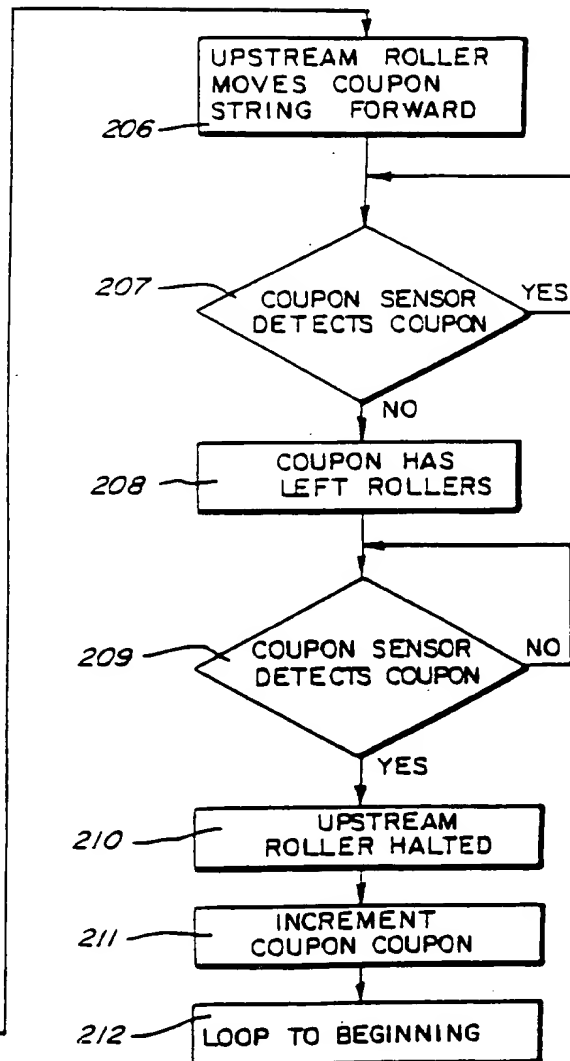 UPSTREAM ROLLER
MOVES COUPON
STRING FORWARD
206
207
COUPON SENSOR
DETECTS COUPON
YES
NO
208
COUPON HAS
LEFT ROLLERS
209
COUPON SENSOR
DETECTS COUPON
NO
YES
210
UPSTREAM
ROLLER HALTED
211
INCREMENT
COUPON COUPON
212
LOOP TO BEGINNING